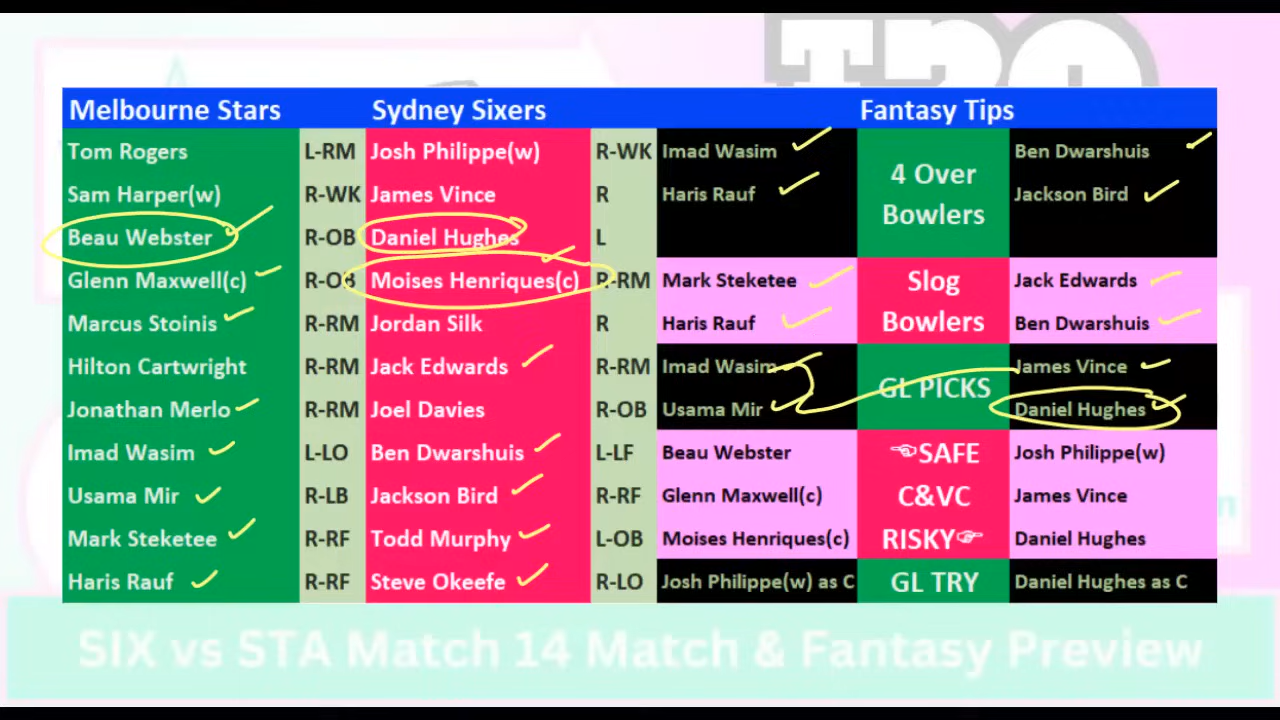 Melbourne Stars Sydney Sixers Fantasy Tips
Tom Rogers L-RM Josh Philippe(w) R-WK Imad Wasim Ben Dwarshuis
4 Over
Sam Harper(w) R-WK James Vince R Haris Rauf Jackson Bird
Bowlers
Beau Webster R-OB Daniel Hughes L
Glenn Maxwell(c) R-OB Moises Henriques(c) R-RM Mark Steketee Slog Jack Edwards
Marcus Stoinis R-RM Jordan Silk R Haris Rauf Bowlers Ben Dwarshuis
Hilton Cartwright R-RM Jack Edwards R-RM Imad Wasim James Vince
GL PICKS
Jonathan Merlo R-RM Joel Davies R-OB Usama Mir Daniel Hughes
Imad Wasim L-LO Ben Dwarshuis L-LF Beau Webster ☜SAFE Josh Philippe(w)
Usama Mir R-LB Jackson Bird R-RF Glenn Maxwell(c) C&VC James Vince
Mark Steketee R-RF Todd Murphy L-OB Moises Henriques(c) RISKY☞ Daniel Hughes
Haris Rauf R-RF Steve Okeefe R-LO Josh Philippe(w) as C GL TRY Daniel Hughes as C
SIX vs STA Match 14 Match & Fantasy Preview